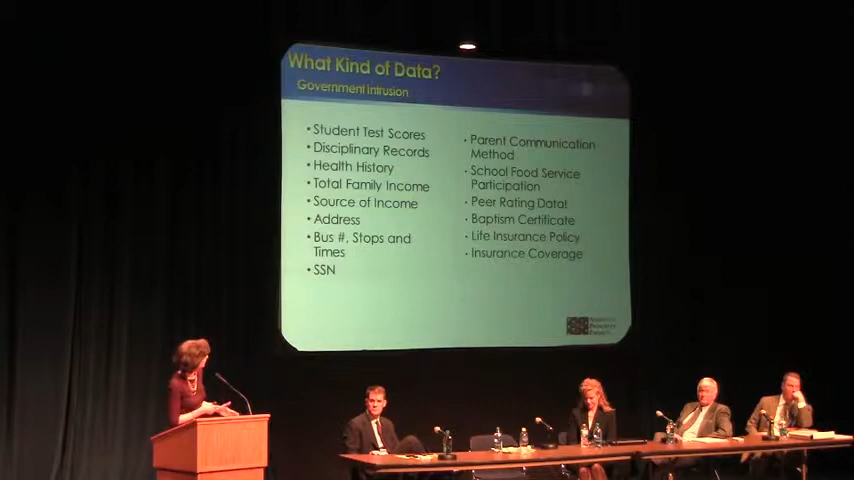 What Kind of Data?
Government Intrusion
• Student Test Scores
• Disciplinary Records
• Health History
• Total Family Income
• Source of Income
• Address
• Bus #, Stops and
Times
• SSN
• Parent Communication
Method
• School Food Service
Participation
• Peer Rating Data!
• Baptism Certificate
• Life Insurance Policy
• Insurance Coverage